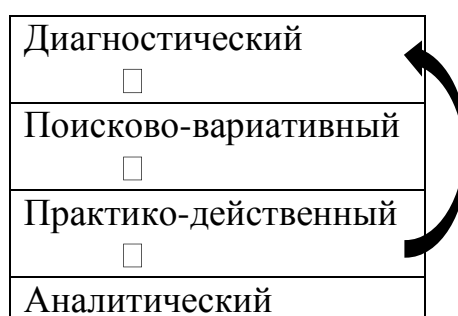 Диагностический
Поисково-вариативный
Практико-действенный
Аналитический